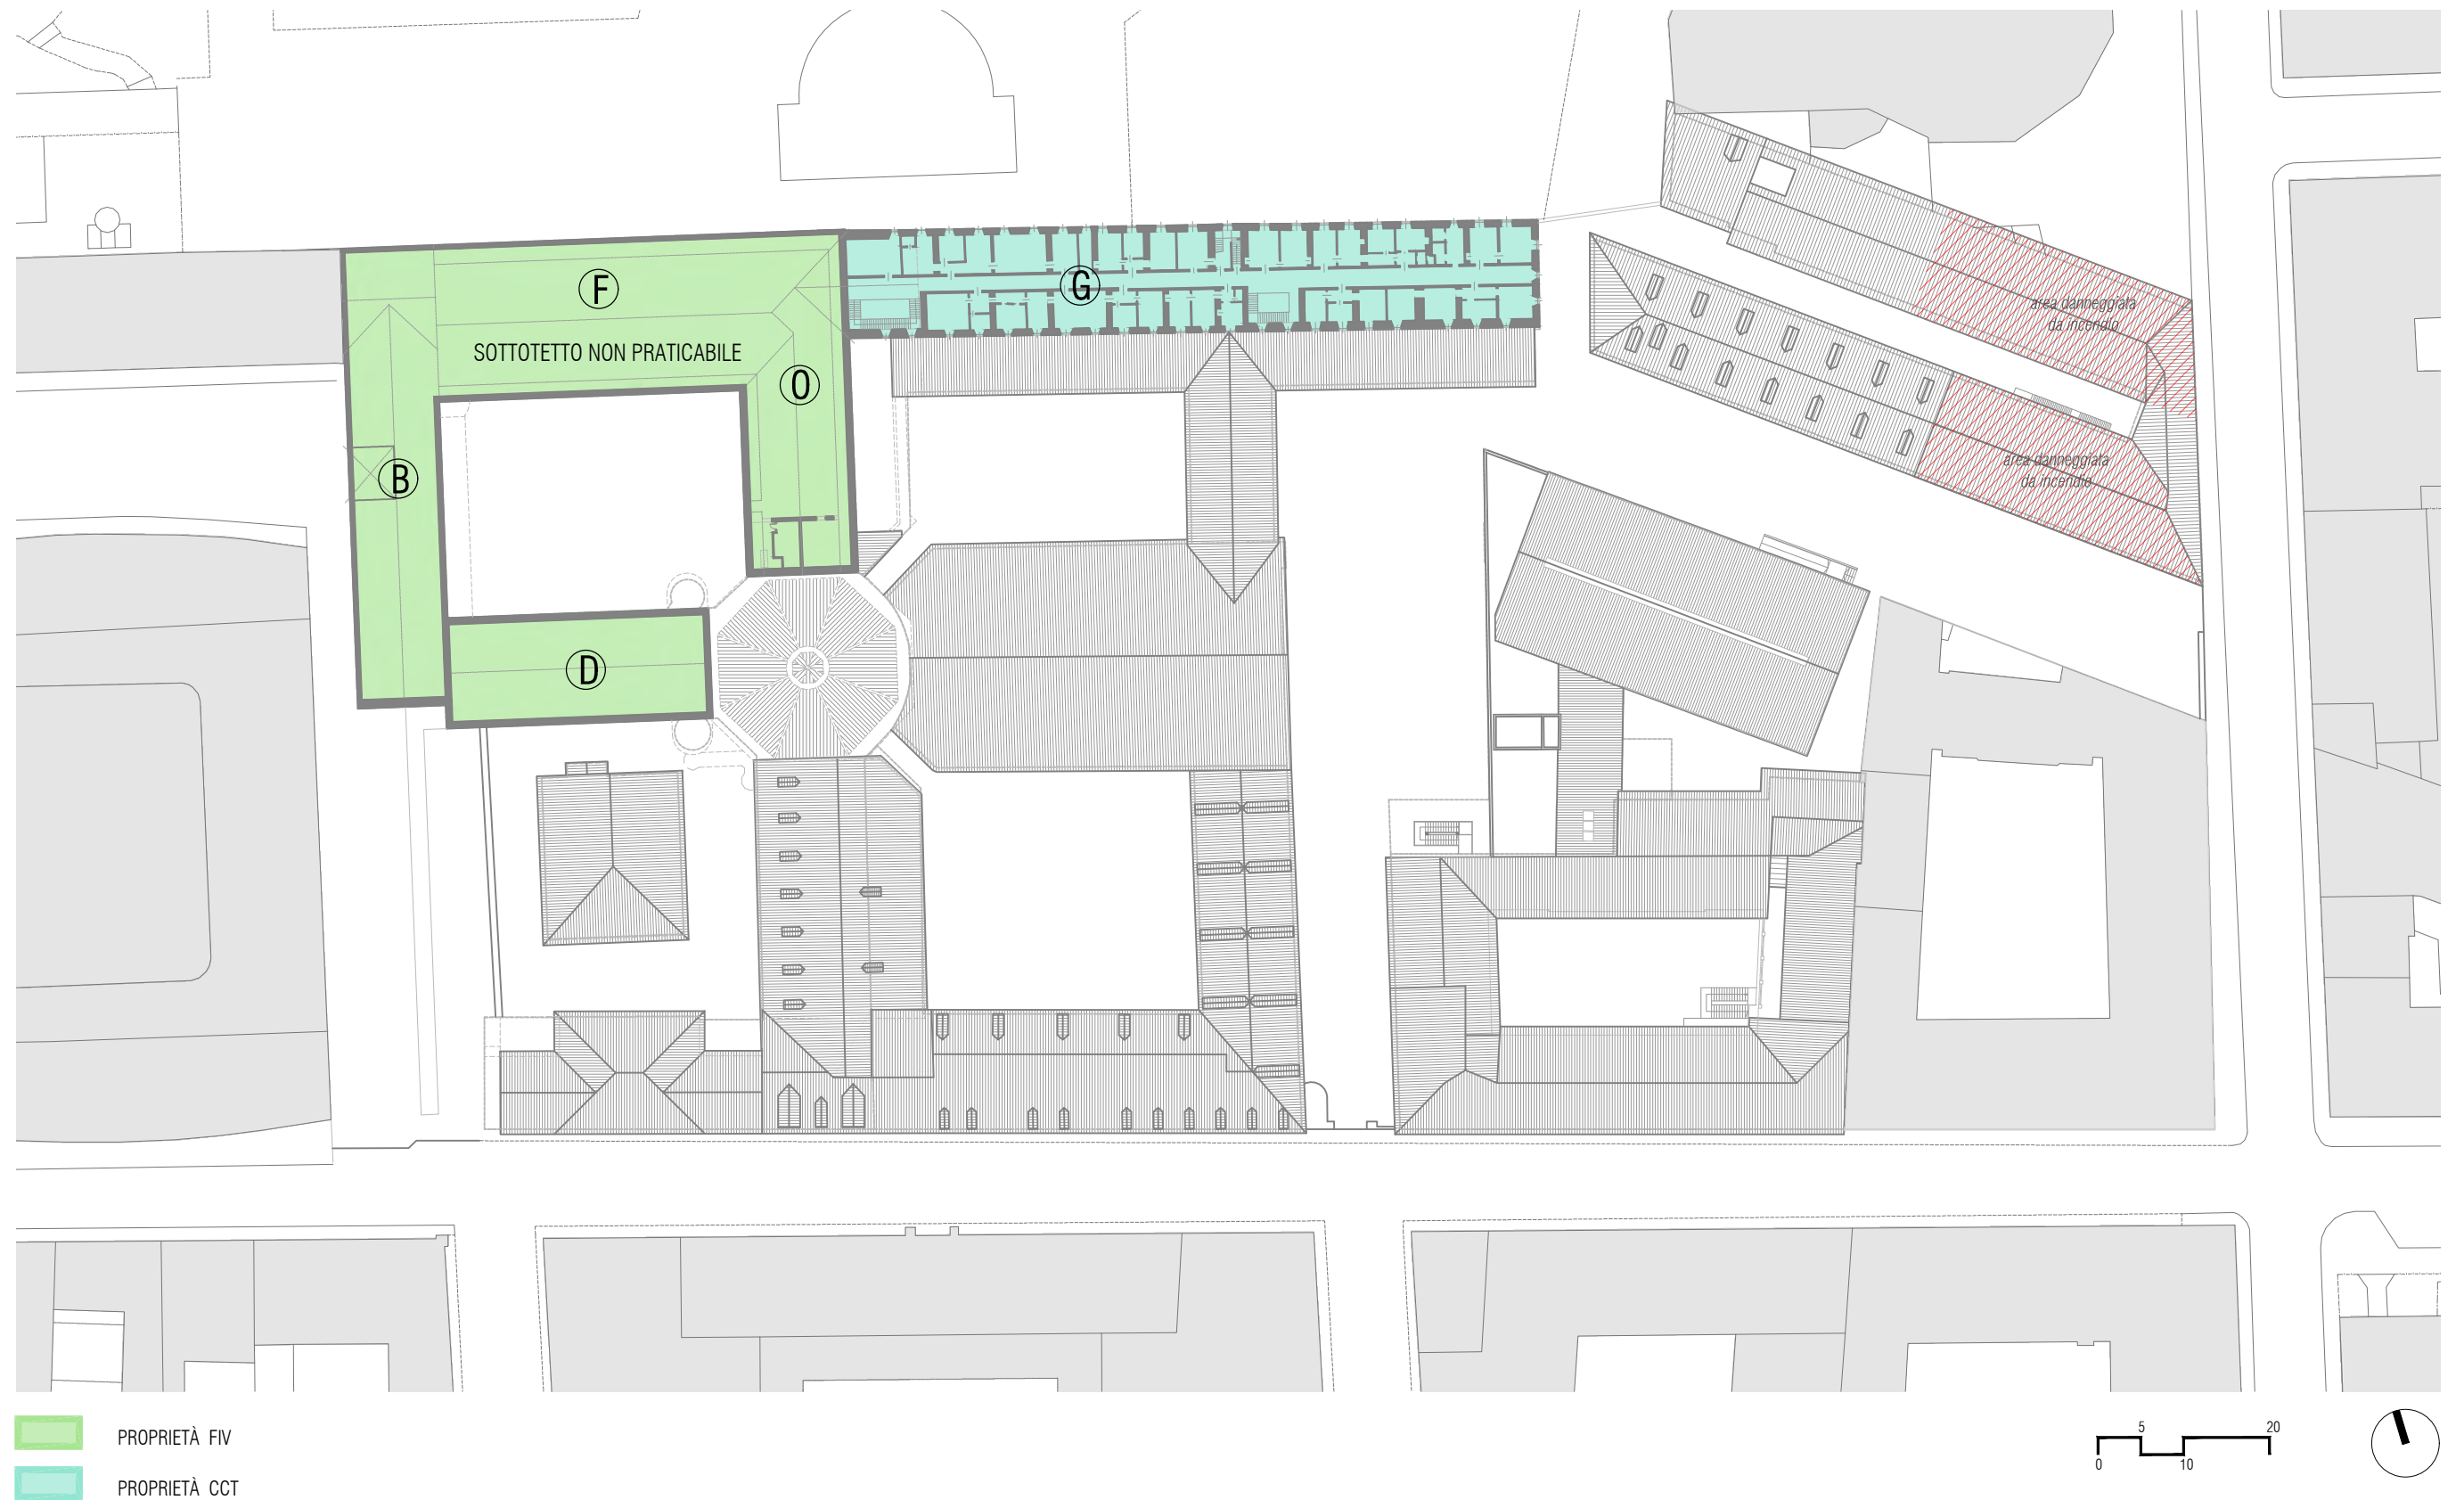 F
G
area danneggiata
da incendio
SOTTOTETTO NON PRATICABILE
O
B
area danneggiata
da incendio
D
PROPRIETÀ FIV
PROPRIETÀ CCT
5
20
0
10